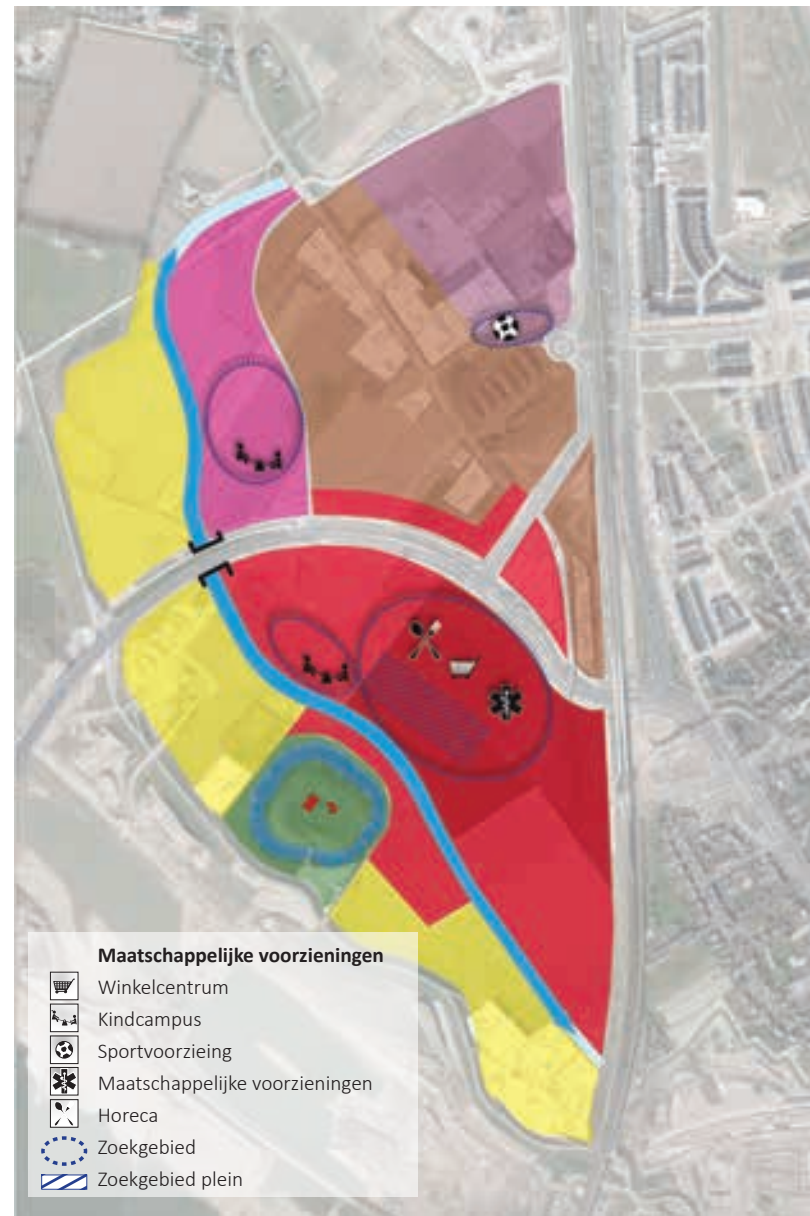 Maatschappelijke voorzieningen
Winkelcentrum
Kindcampus
Sportvoorzieing
Maatschappelijke voorzieningen
Horeca
Zoekgebied
Zoekgebied plein